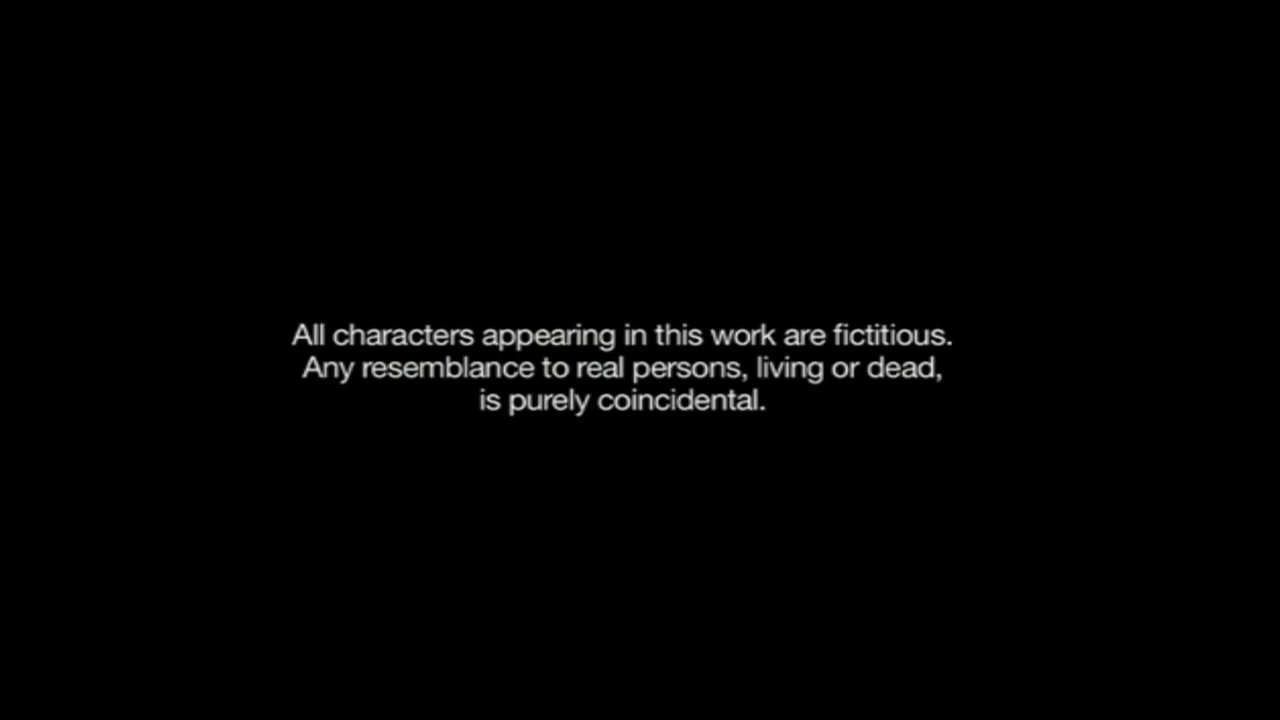 All characters appearing in this work are fictitious.
Any resemblance to real persons, living or dead,
is purely coincidental.